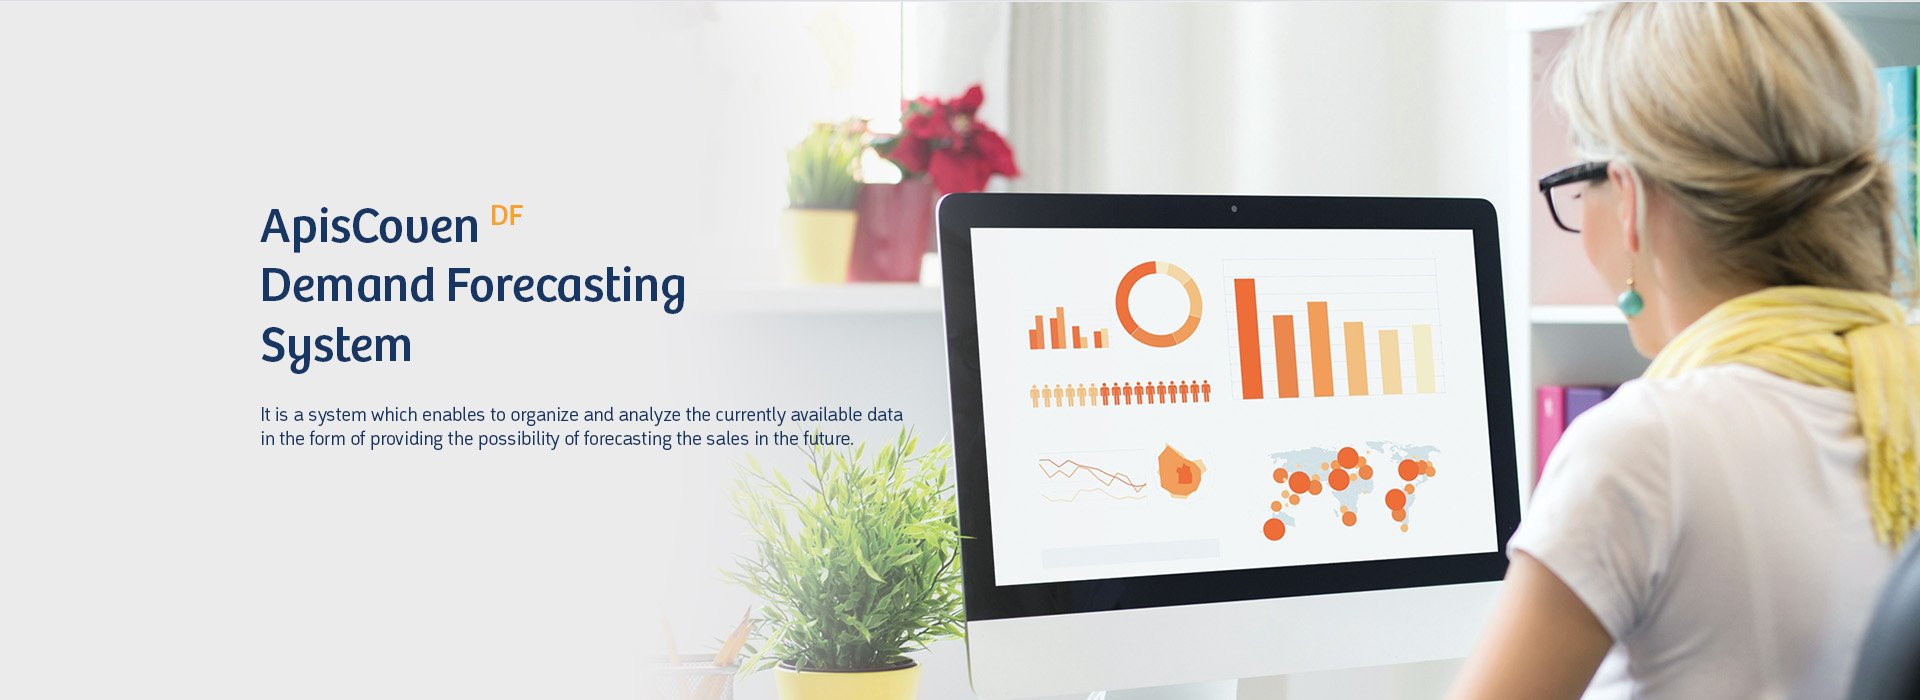 ApisCoven DF
Demand Forecasting
System
It is a system which enables to organize and analyze the currently available data
in the form of providing the possibility of forecasting the sales in the future.